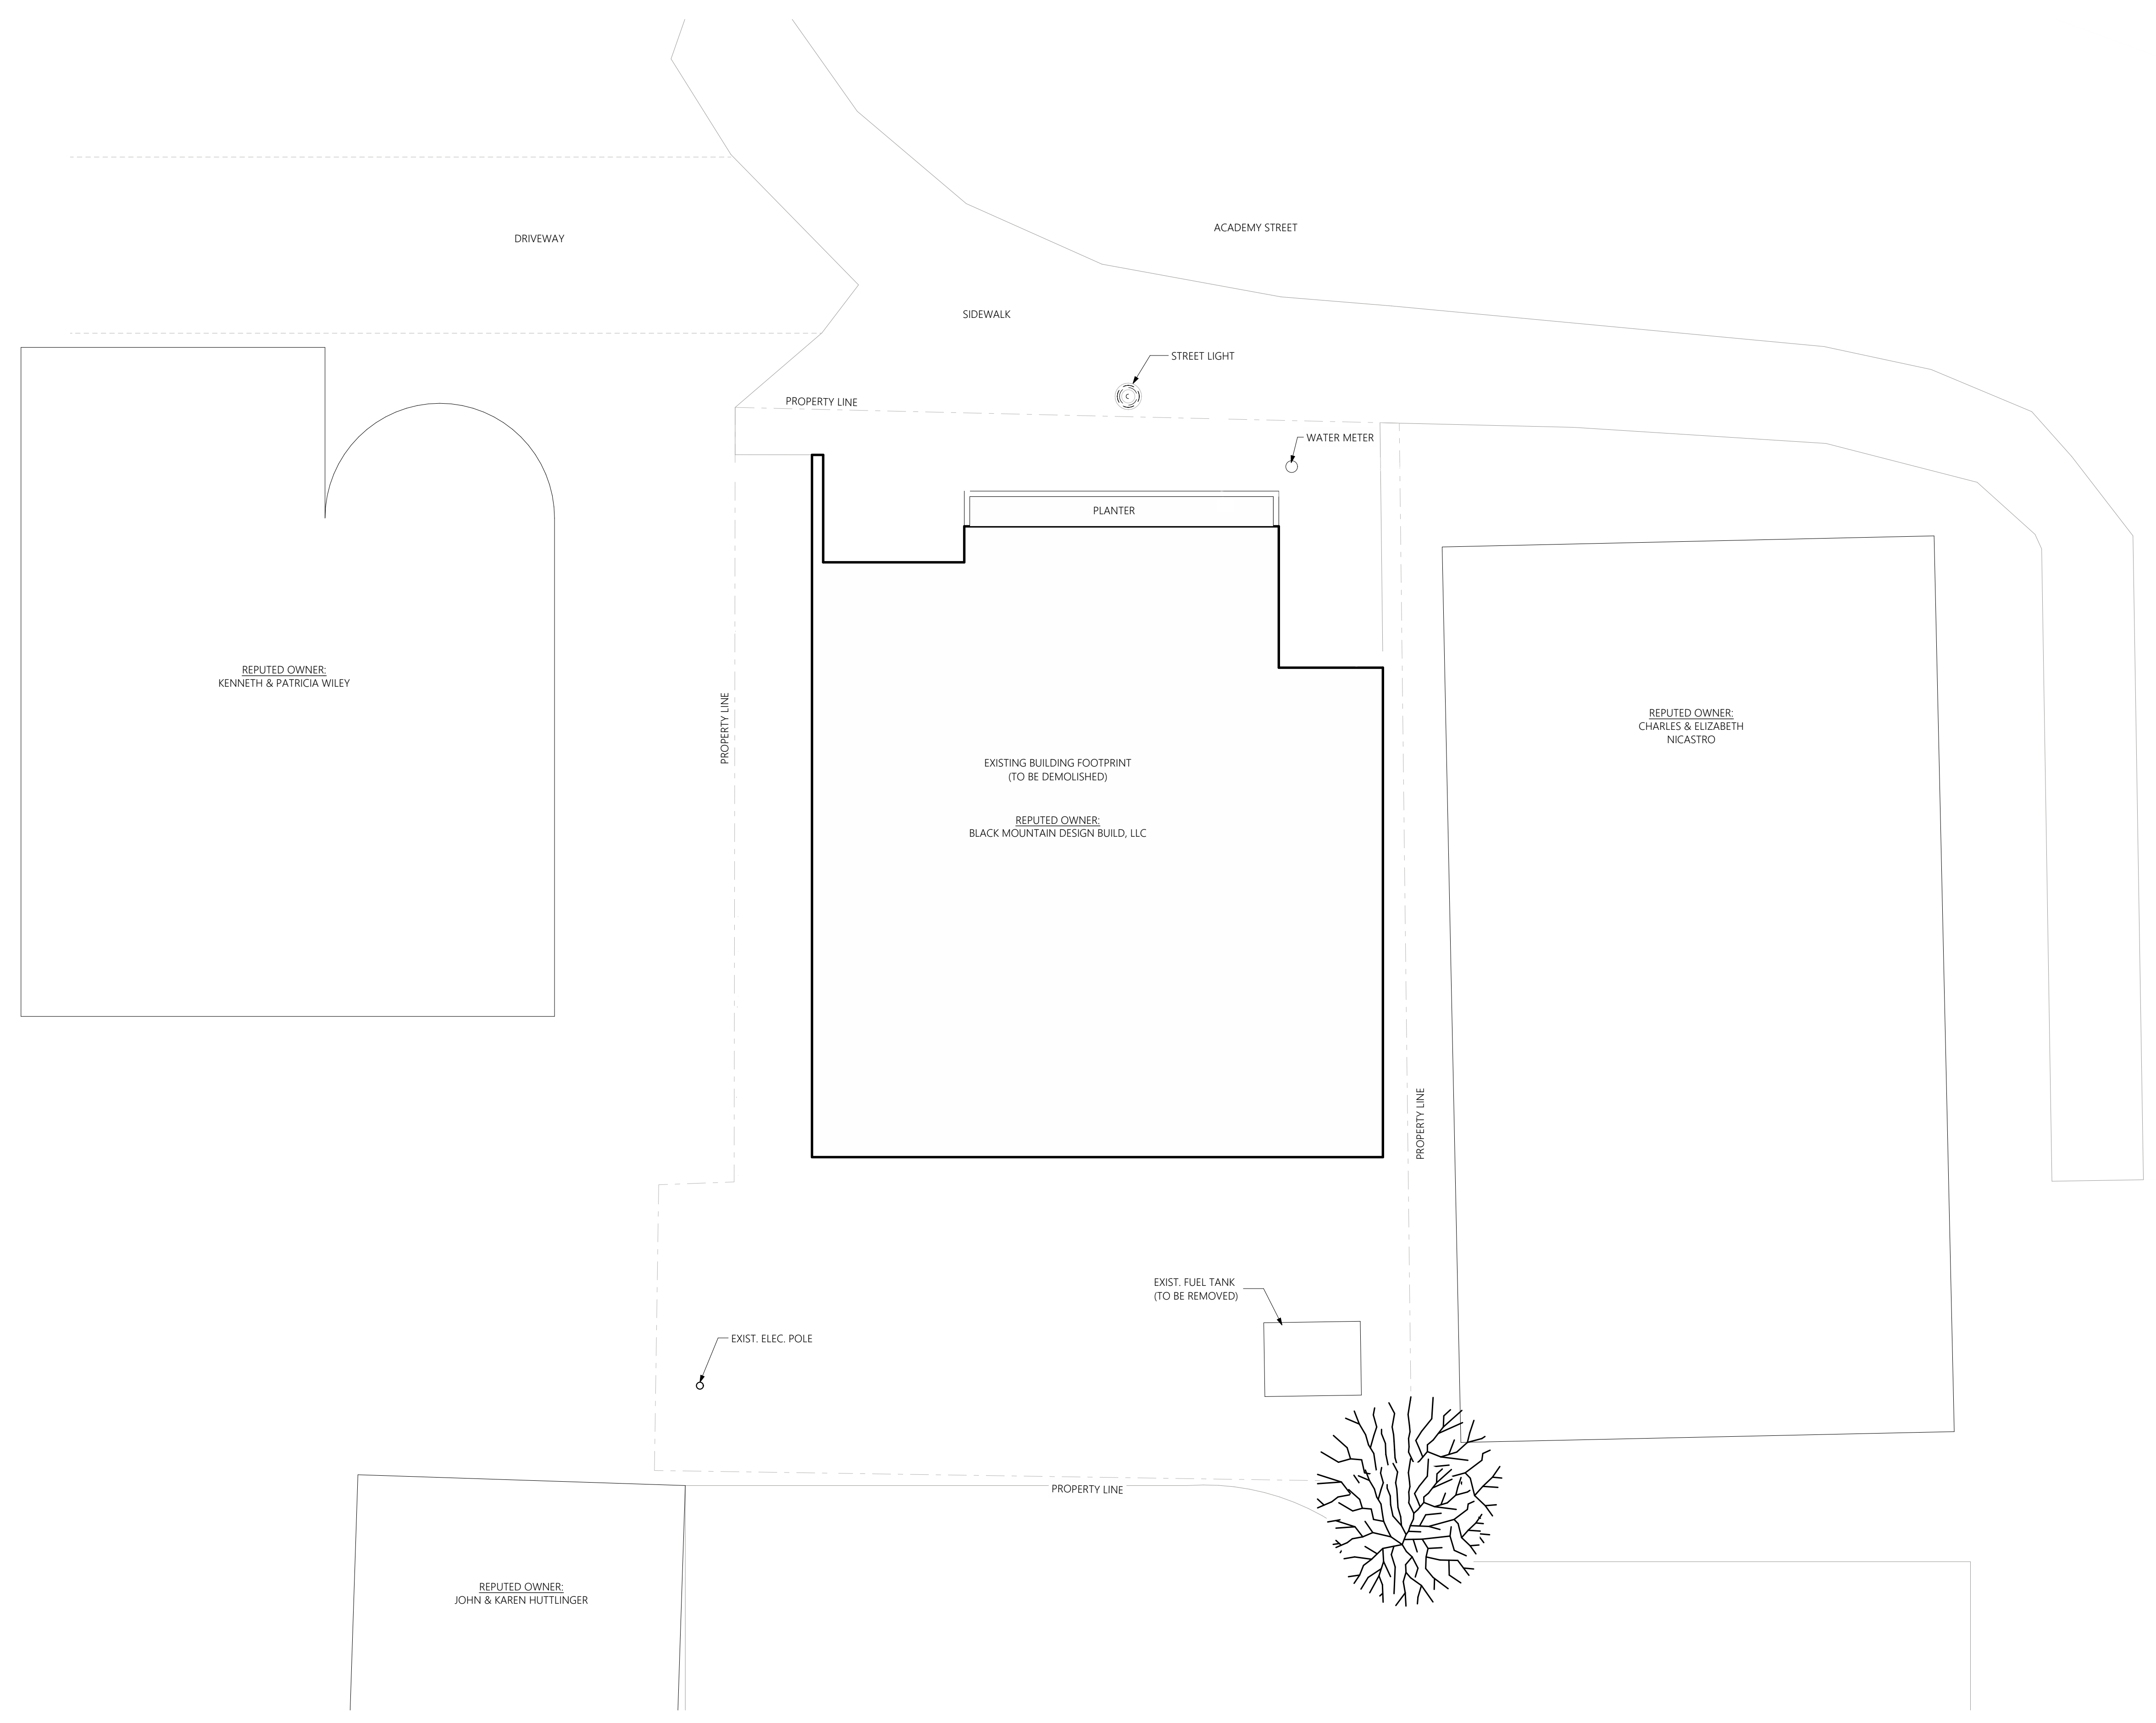 ACADEMY STREET
DRIVEWAY
SIDEWALK
STREET LIGHT
C
PROPERTY LINE
WATER METER
PLANTER
REPUTED OWNER:
KENNETH & PATRICIA WILEY
PROPERTY LINE
EXISTING BUILDING FOOTPRINT
(TO BE DEMOLISHED)
REPUTED OWNER:
BLACK MOUNTAIN DESIGN BUILD, LLC
REPUTED OWNER:
CHARLES & ELIZABETH
NICASTRO
PROPERTY LINE
EXIST. FUEL TANK
(TO BE REMOVED)
EXIST. ELEC. POLE
PROPERTY LINE
REPUTED OWNER:
JOHN & KAREN HUTTLINGER